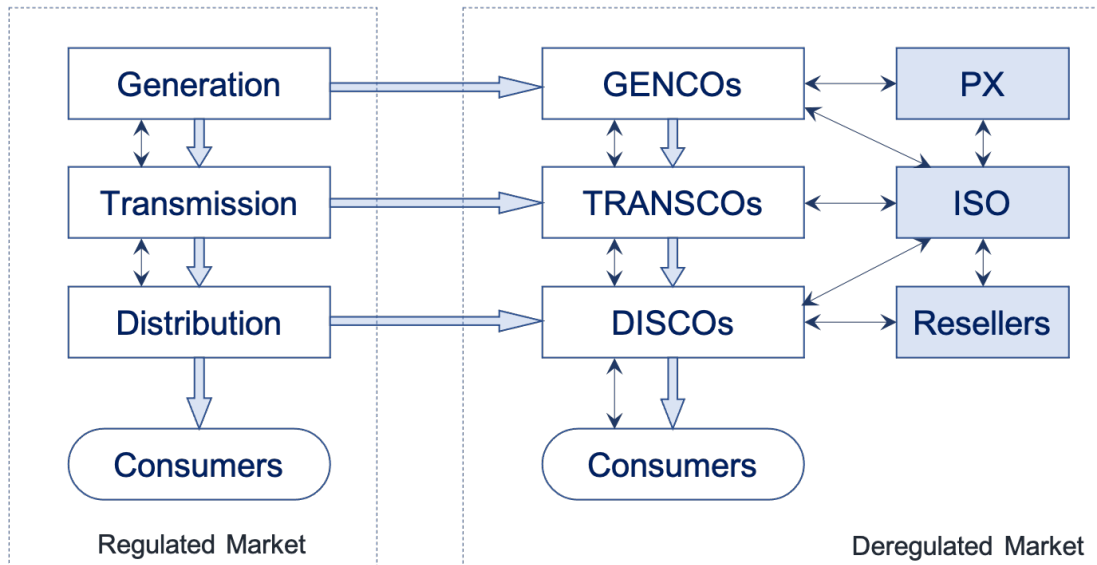 Generation
GENCOs
PX
Transmission
TRANSCOs
ISO
Distribution
DISCOs
Resellers
Consumers
Consumers
Regulated Market
Deregulated Market